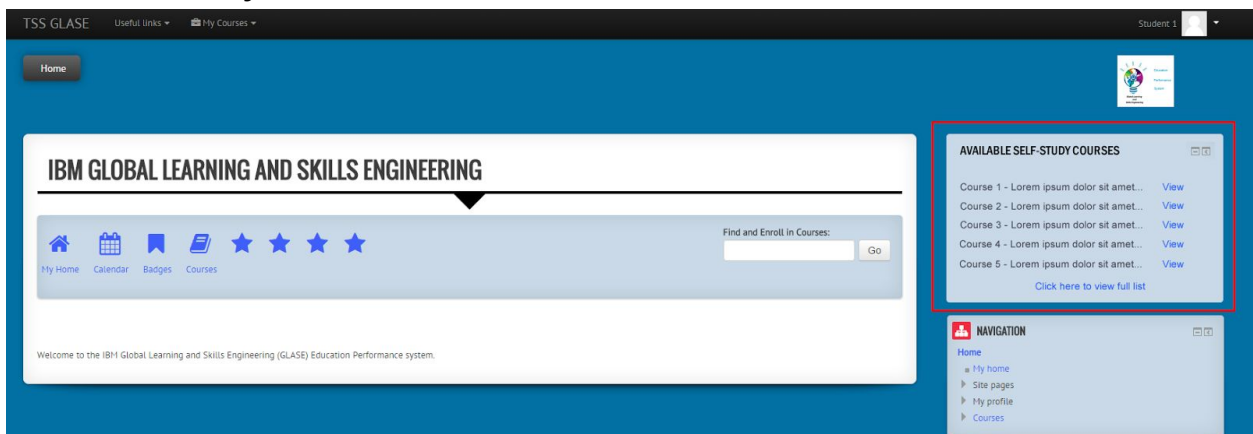 TSS GLASE Useful links My Courses Student 1
Home
IBM GLOBAL LEARNING AND SKILLS ENGINEERING
My Home Calendar Badges Courses
Find and Enroll in Courses:
Go
Welcome to the IBM Global Learning and Skills Engineering (GLASE) Education Performance system.
AVAILABLE SELF-STUDY COURSES
Course 1 - Lorem ipsum dolor sit amet... View
Course 2 - Lorem ipsum dolor sit amet... View
Course 3 - Lorem ipsum dolor sit amet... View
Course 4 - Lorem ipsum dolor sit amet... View
Course 5 - Lorem ipsum dolor sit amet... View
Click here to view full list
NAVIGATION
Home
My home
Site pages
My profile
Courses